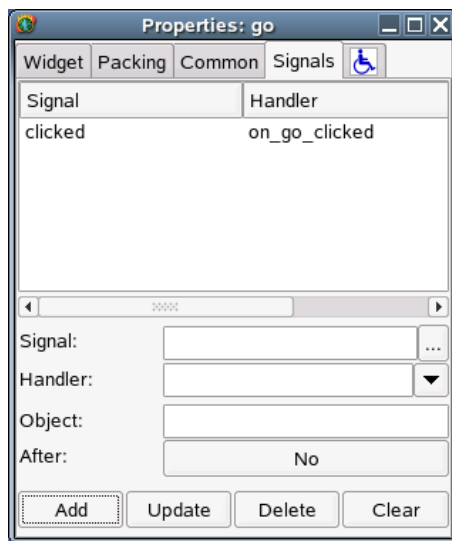 Properties: go
Widget Packing Common Signals
Signal Handler
clicked on_go_clicked
Signal: ...
Handler:
Object:
After: No
Add Update Delete Clear